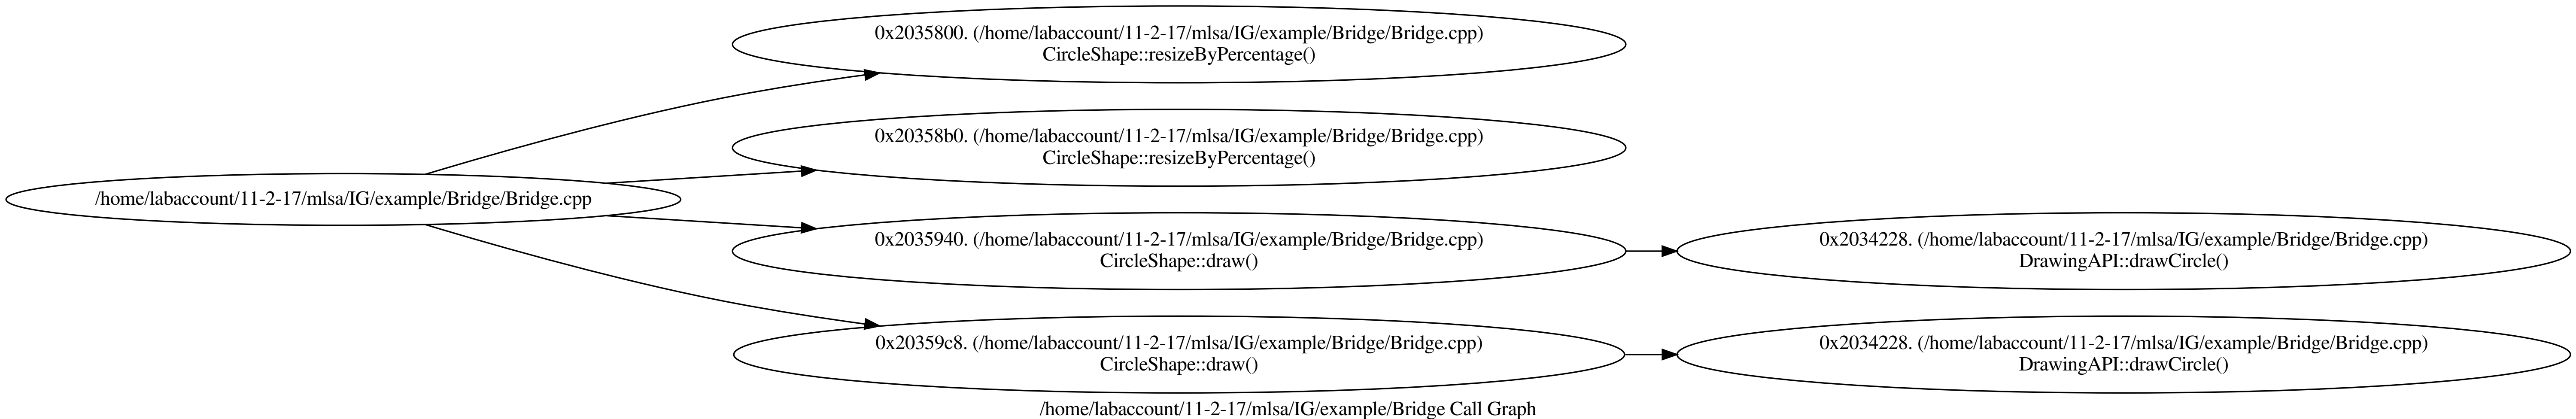 0x2035800. (/home/labaccount/11-2-17/mlsa/IG/example/Bridge/Bridge.cpp)
CircleShape::resizeByPercentage()
0x20358b0. (/home/labaccount/11-2-17/mlsa/IG/example/Bridge/Bridge.cpp)
CircleShape::resizeByPercentage()
/home/labaccount/11-2-17/mlsa/IG/example/Bridge/Bridge.cpp
0x2035940. (/home/labaccount/11-2-17/mlsa/IG/example/Bridge/Bridge.cpp)
CircleShape::draw()
0x2034228. (/home/labaccount/11-2-17/mlsa/IG/example/Bridge/Bridge.cpp)
DrawingAPI::drawCircle()
0x20359c8. (/home/labaccount/11-2-17/mlsa/IG/example/Bridge/Bridge.cpp)
CircleShape::draw()
0x2034228. (/home/labaccount/11-2-17/mlsa/IG/example/Bridge/Bridge.cpp)
DrawingAPI::drawCircle()
/home/labaccount/11-2-17/mlsa/IG/example/Bridge Call Graph